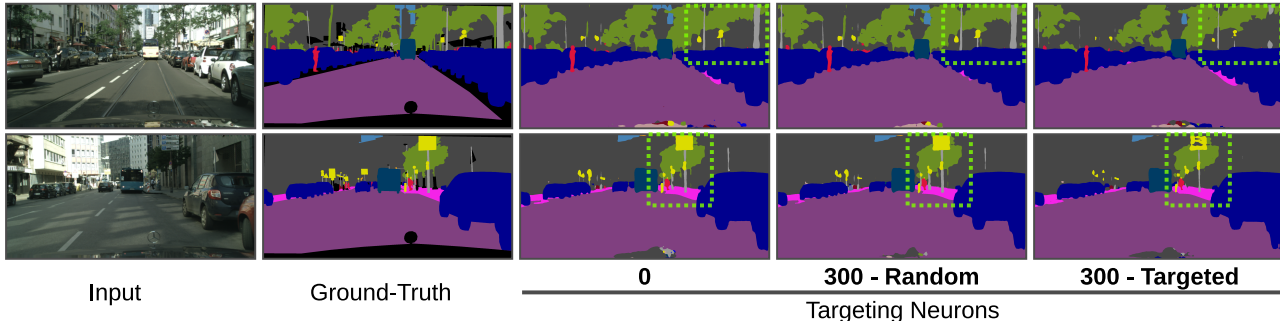 0
300 - Random
300 - Targeted
Input
Ground-Truth
Targeting Neurons